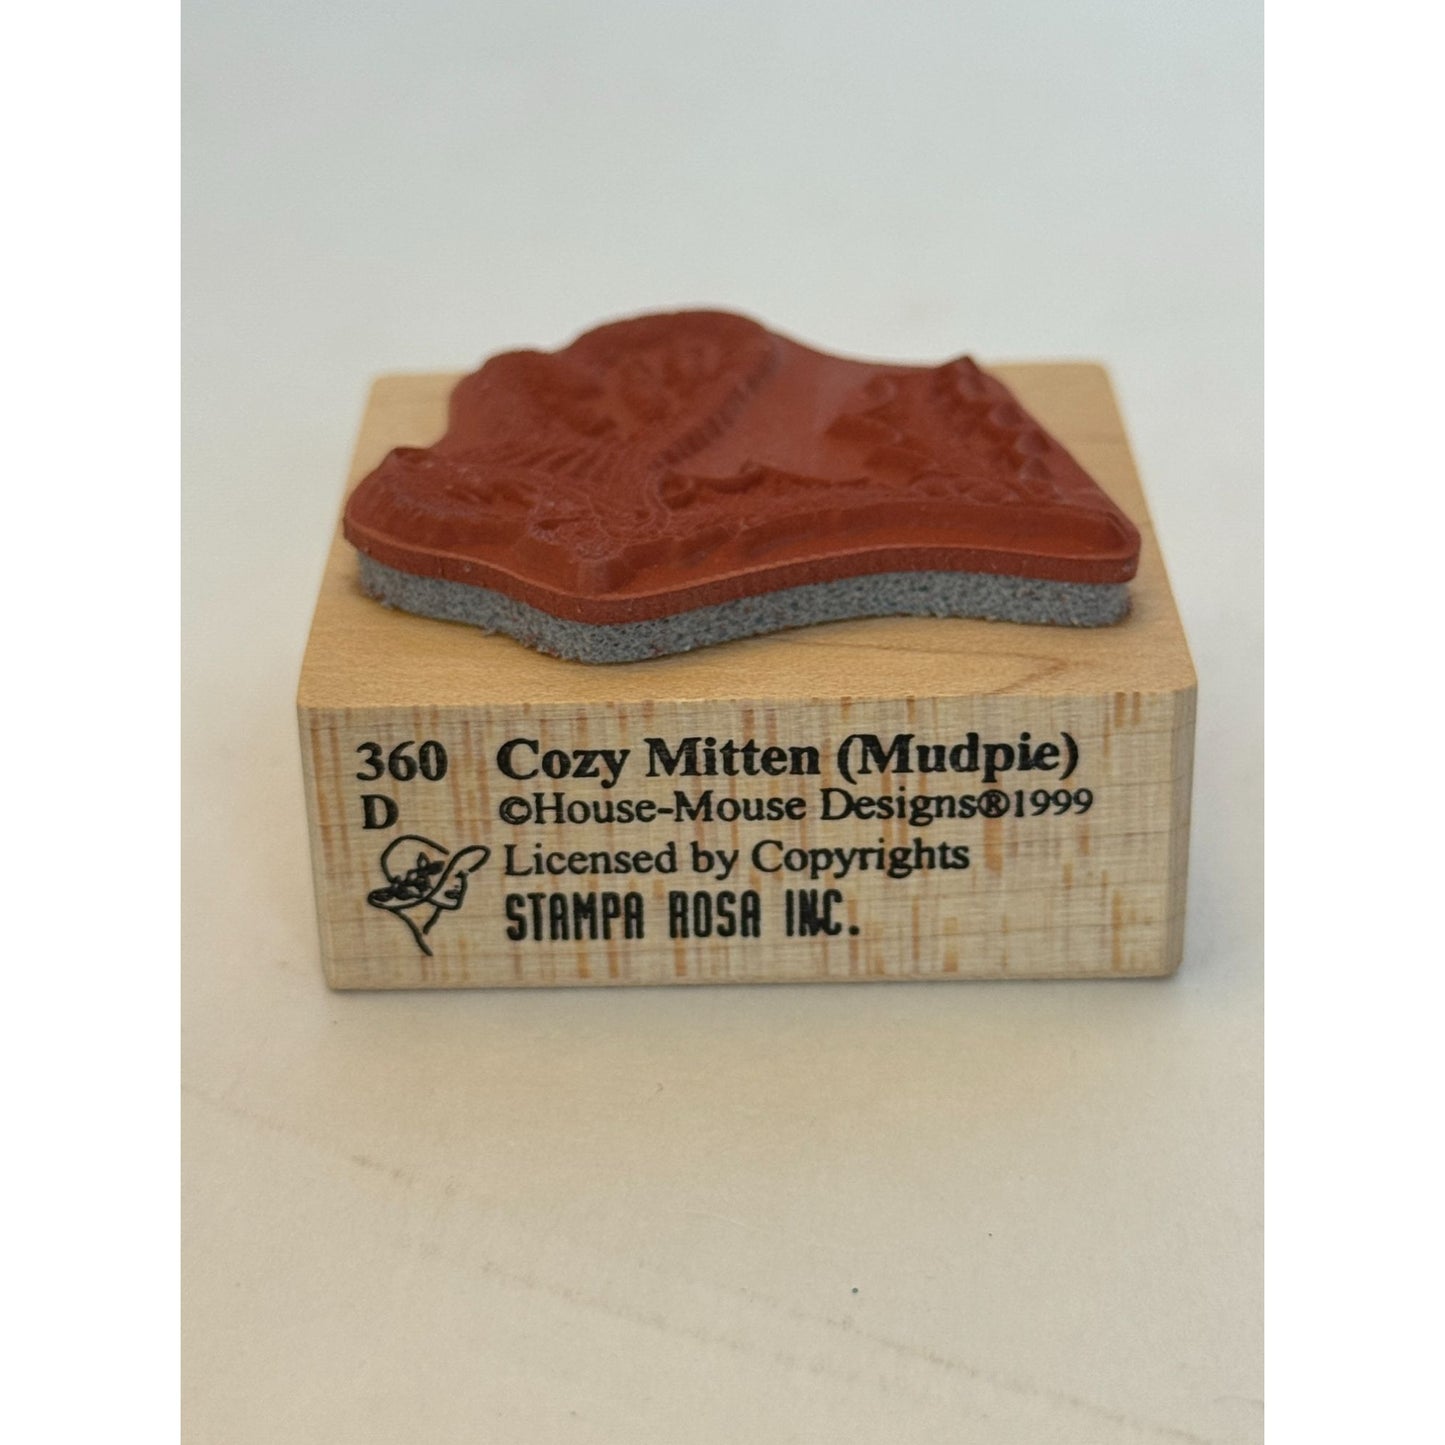 360 Cozy Mitten (Mudpie)
D ©House-Mouse Designs®1999
Licensed by Copyrights
STAMPA ROSA INC.